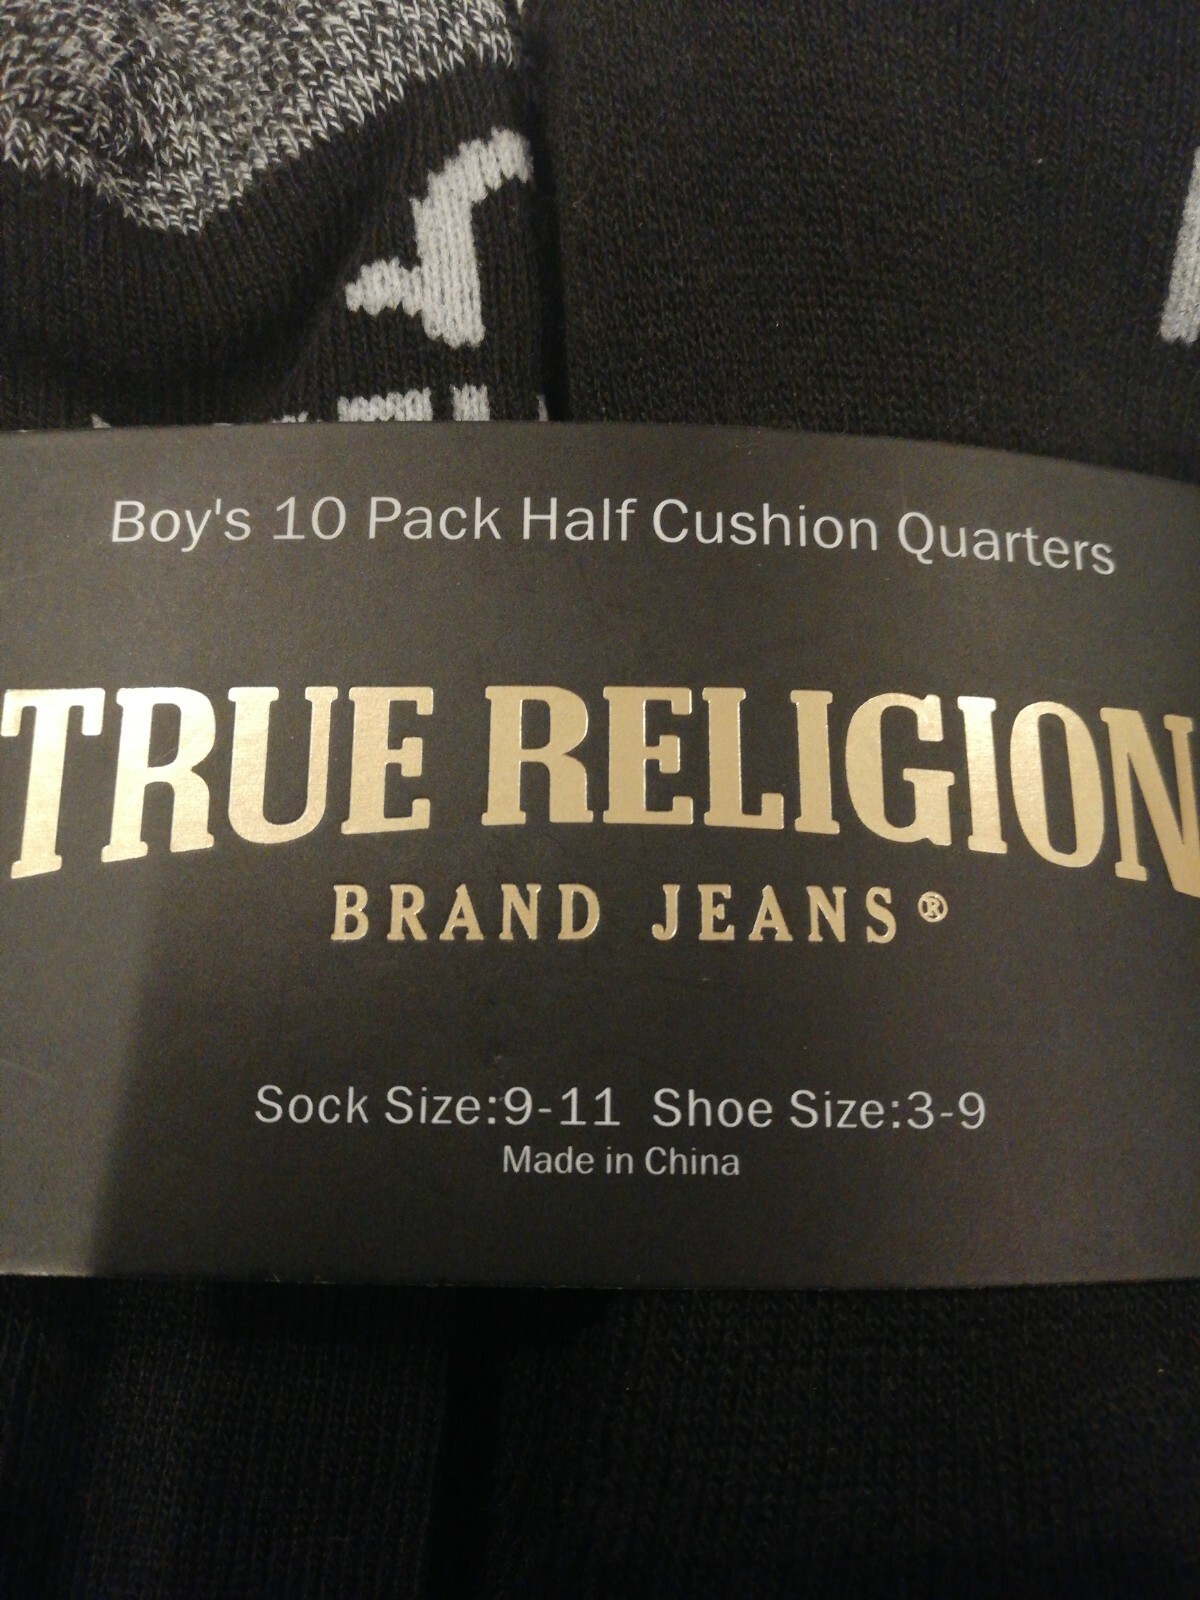 Boy's 10 Pack Half Cushion Quarters
TRUE RELIGION
BRAND JEANS®
Sock Size:9-11 Shoe Size:3-9
Made in China